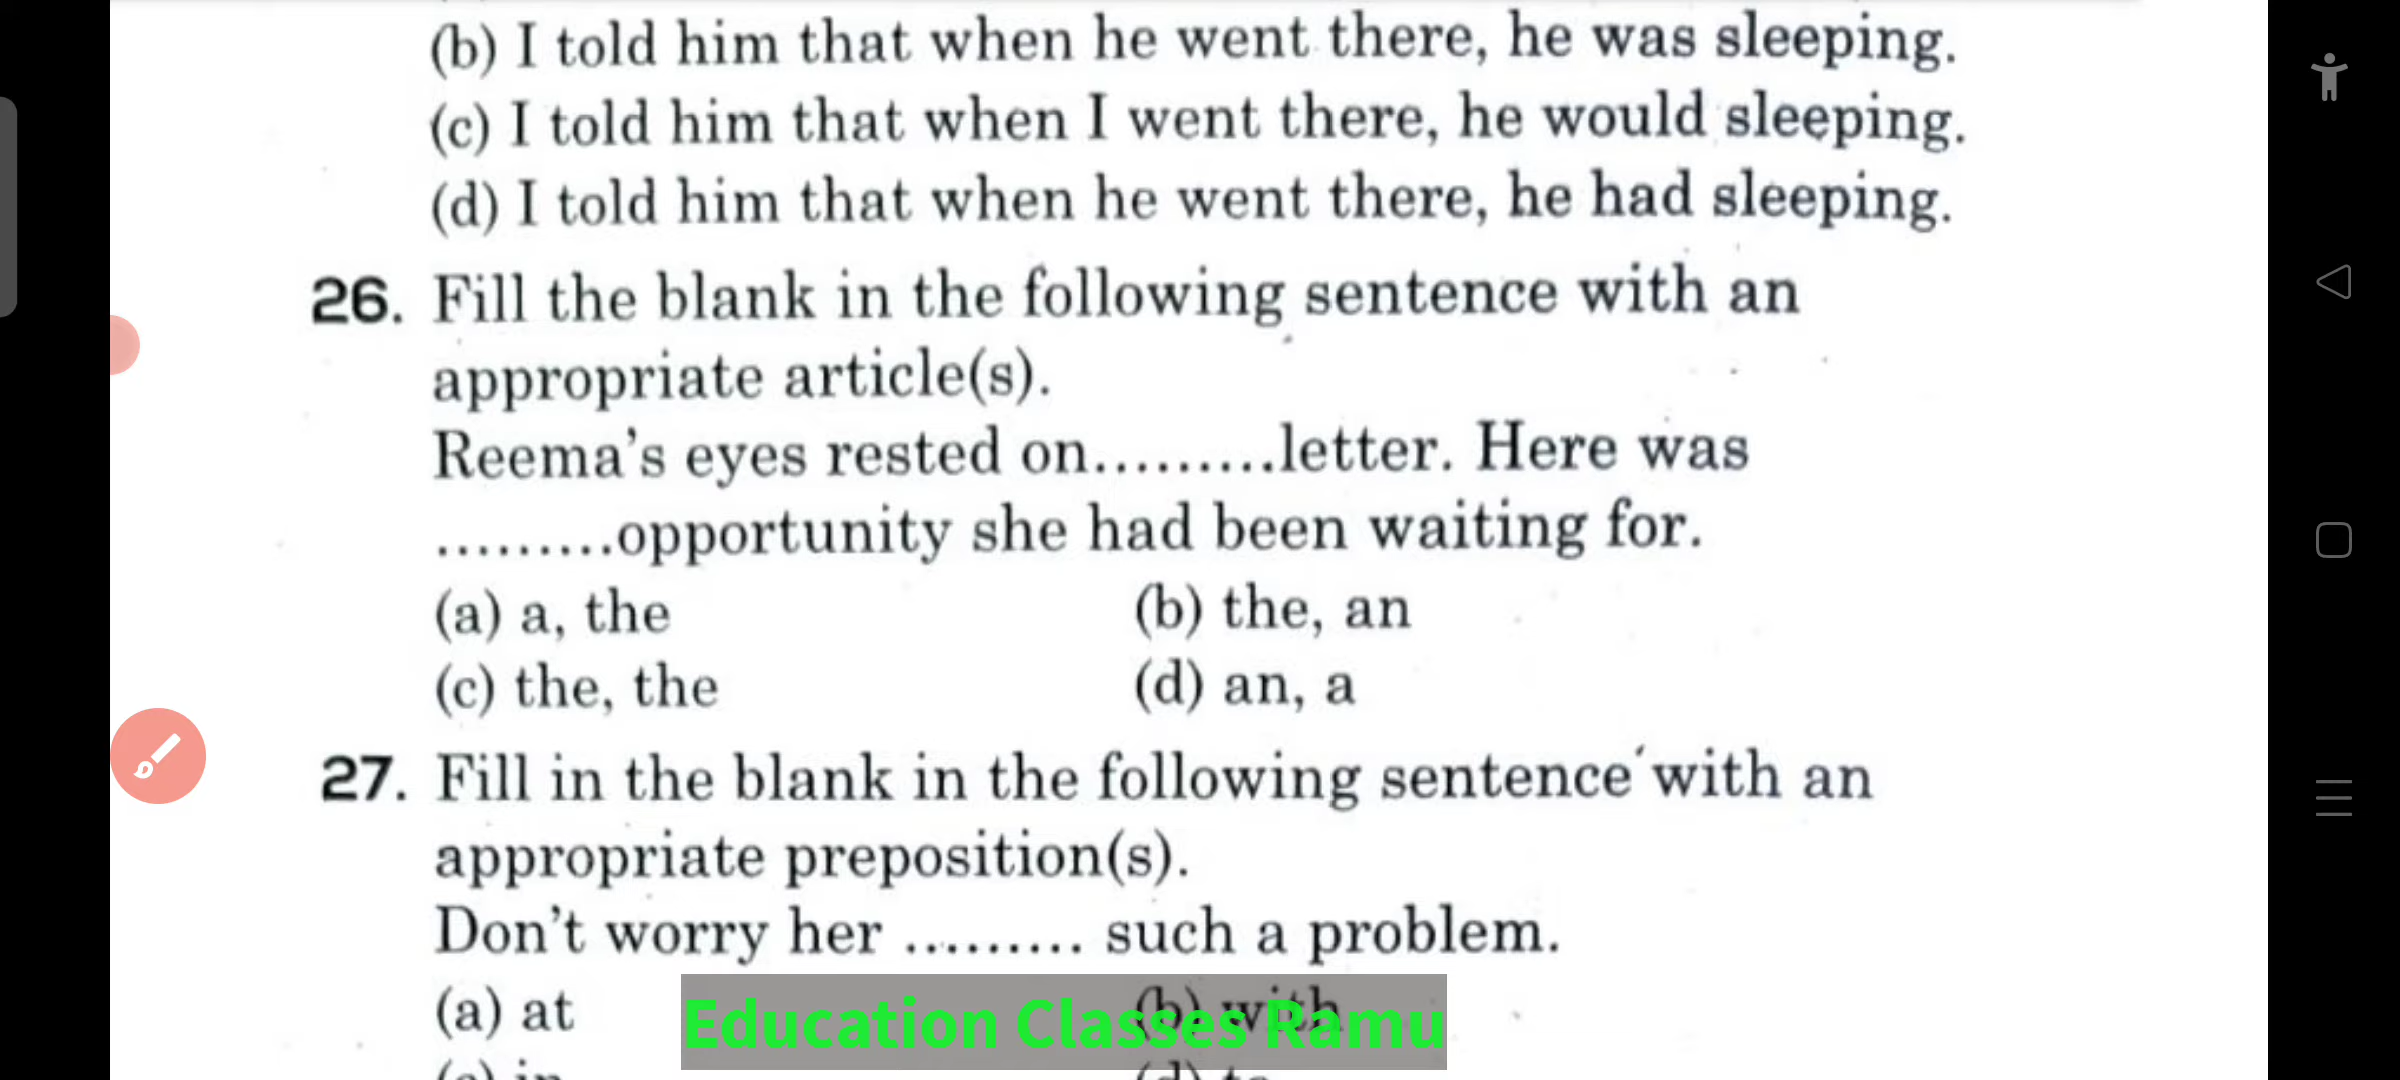 (b) I told him that when he went there, he was sleeping.
(c) I told him that when I went there, he would sleeping.
(d) I told him that when he went there, he had sleeping.
26. Fill the blank in the following sentence with an
appropriate article(s).
Reema's eyes rested on.........letter. Here was
.........opportunity she had been waiting for.
(a) a, the (b) the, an
(c) the, the (d) an, a
27. Fill in the blank in the following sentence with an
appropriate preposition(s).
Don't worry her ......... such a problem.
(a) at (b) with
Education Classes Ramu
(c) in (d) to